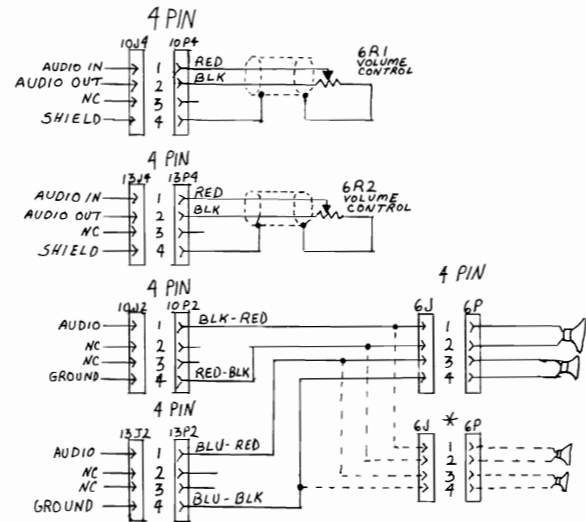 4 PIN
10J4 10P4
AUDIO IN 1 RED
AUDIO OUT 2 BLK
NC 3
SHIELD 4
6R1
VOLUME
CONTROL
4 PIN
13J4 13P4
AUDIO IN 1 RED
AUDIO OUT 2 BLK
NC 3
SHIELD 4
6R2
VOLUME
CONTROL
4 PIN
10J2 10P2
AUDIO 1 BLK-RED
NC 2
NC 3
GROUND 4 RED-BLK
4 PIN
6J 6P
1
2
3
4
4 PIN
13J2 13P2
AUDIO 1 BLU-RED
NC 2
NC 3
GROUND 4 BLU-BLK
6J * 6P
1
2
3
4